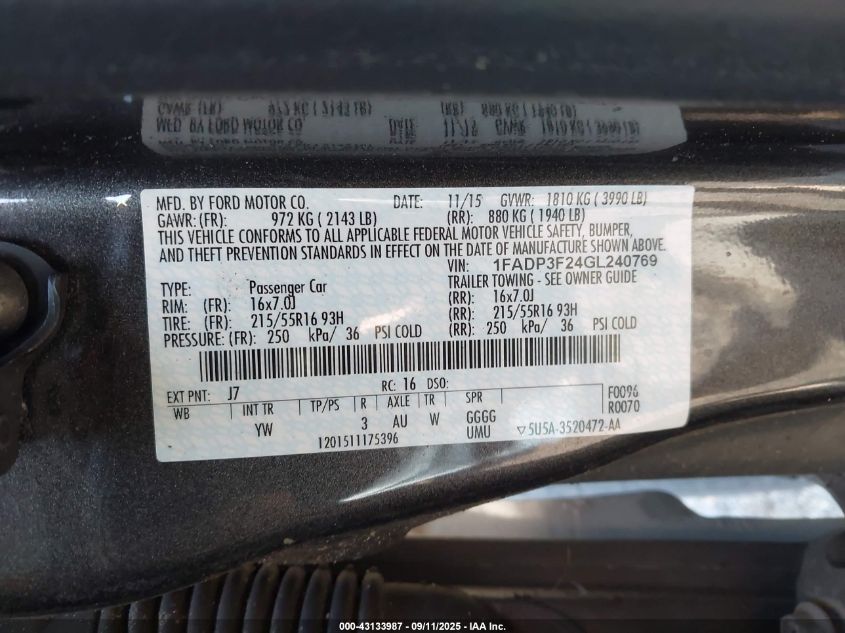 MFD. BY FORD MOTOR CO. DATE: 11/15 GVWR: 1810 KG ( 3990 LB)
GAWR: (FR): 972 KG ( 2143 LB) (RR): 880 KG ( 1940 LB)
THIS VEHICLE CONFORMS TO ALL APPLICABLE FEDERAL MOTOR VEHICLE SAFETY, BUMPER,
AND THEFT PREVENTION STANDARDS IN EFFECT ON THE DATE OF MANUFACTURE SHOWN ABOVE.
VIN: 1FADP3F24GL240769
TYPE: Passenger Car TRAILER TOWING - SEE OWNER GUIDE
RIM: (FR): 16x7.0J (RR): 16x7.0J
TIRE: (FR): 215/55R16 93H (RR): 215/55R16 93H
PRESSURE: (FR): 250 kPa/ 36 PSI COLD (RR): 250 kPa/ 36 PSI COLD
EXT PNT: J7 RC: 16 DSO: F0096
WB INT TR TP/PS R AXLE TR SPR R0070
YW 3 AU W GGGG
1201511175396 UMU ▽5U5A-3520472-AA
000-43133987 - 09/11/2025 - IAA Inc.